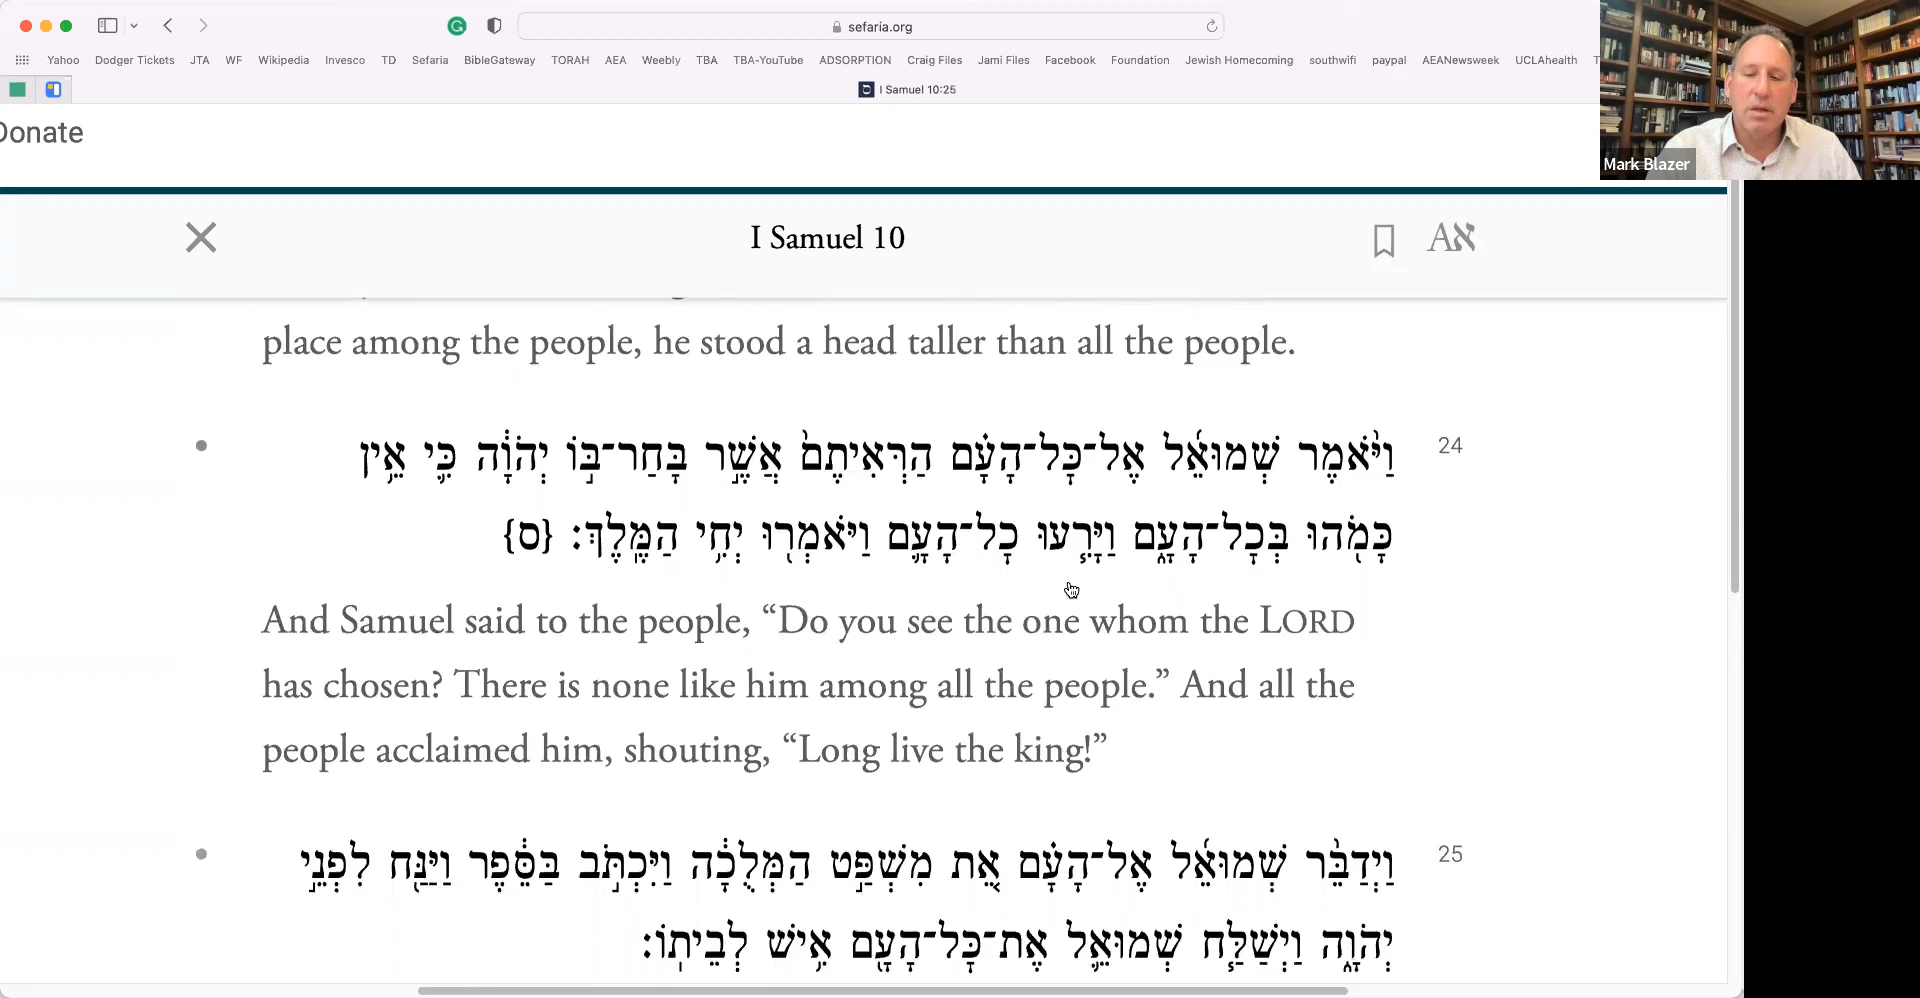 sefaria.org
Yahoo Dodger Tickets JTA WF Wikipedia Invesco TD Sefaria BibleGateway TORAH AEA Weebly TBA TBA-YouTube ADSORPTION Craig Files Jami Files Facebook Foundation Jewish Homecoming southwifi paypal AEANewsweek UCLAhealth
I Samuel 10:25
Donate
Mark Blazer
I Samuel 10
place among the people, he stood a head taller than all the people.
24
וַיֹּ֨אמֶר שְׁמוּאֵ֜ל אֶל־כׇּל־הָעָ֗ם הַרְּאִיתֶם֙ אֲשֶׁ֣ר בָּֽחַר־בּ֣וֹ יְהֹוָ֔ה כִּ֛י אֵ֥ין
כָּמֹ֖הוּ בְּכׇל־הָעָ֑ם וַיָּרִ֧עוּ כׇל־הָעָ֛ם וַיֹּאמְר֖וּ יְחִ֥י הַמֶּֽלֶךְ׃ {ס}
And Samuel said to the people, “Do you see the one whom the LORD
has chosen? There is none like him among all the people.” And all the
people acclaimed him, shouting, “Long live the king!”
25
וַיְדַבֵּ֨ר שְׁמוּאֵ֜ל אֶל־הָעָ֗ם אֵ֚ת מִשְׁפַּ֣ט הַמְּלֻכָ֔ה וַיִּכְתֹּ֣ב בַּסֵּ֔פֶר וַיַּנַּ֖ח לִפְנֵ֣י
יְהֹוָ֑ה וַיְשַׁלַּ֧ח שְׁמוּאֵ֛ל אֶת־כׇּל־הָעָ֖ם אִ֥ישׁ לְבֵיתֽוֹ׃